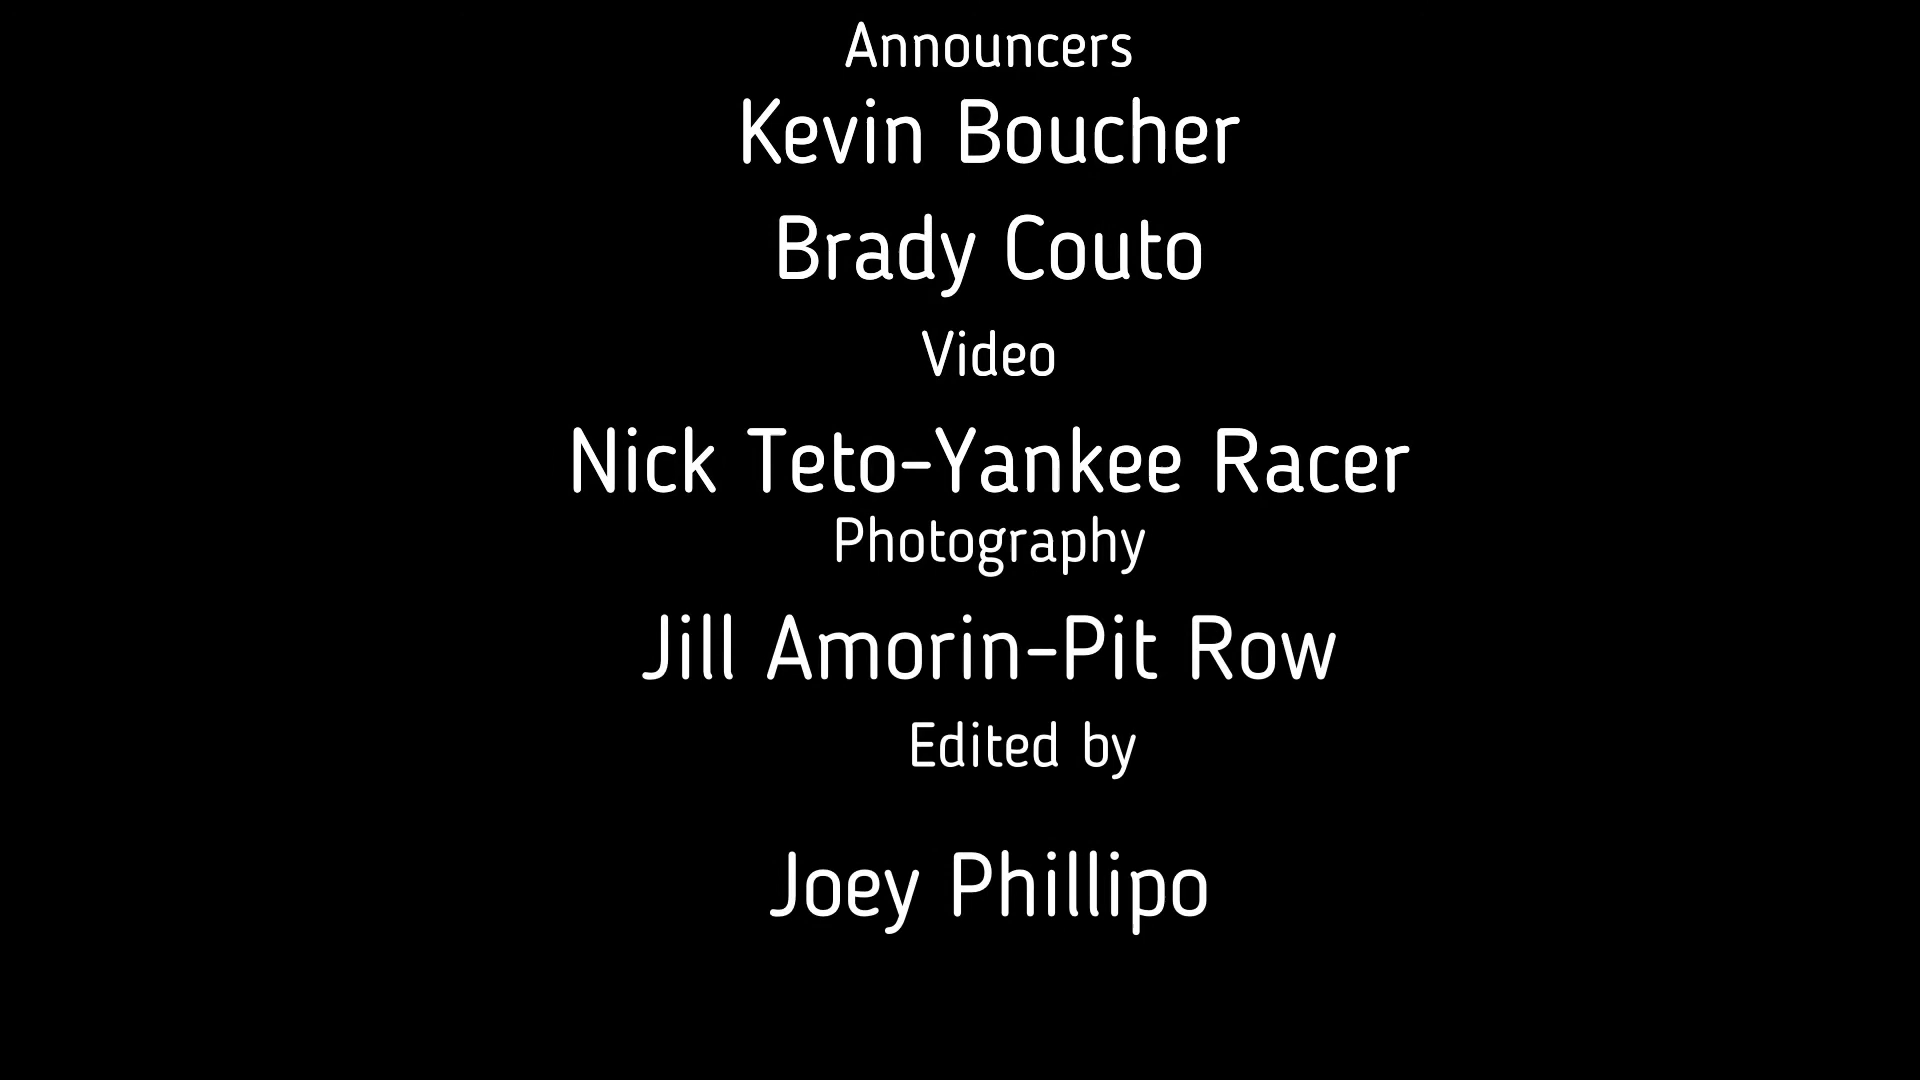 Announcers
Kevin Boucher
Brady Couto
Video
Nick Teto-Yankee Racer
Photography
Jill Amorin-Pit Row
Edited by
Joey Phillipo